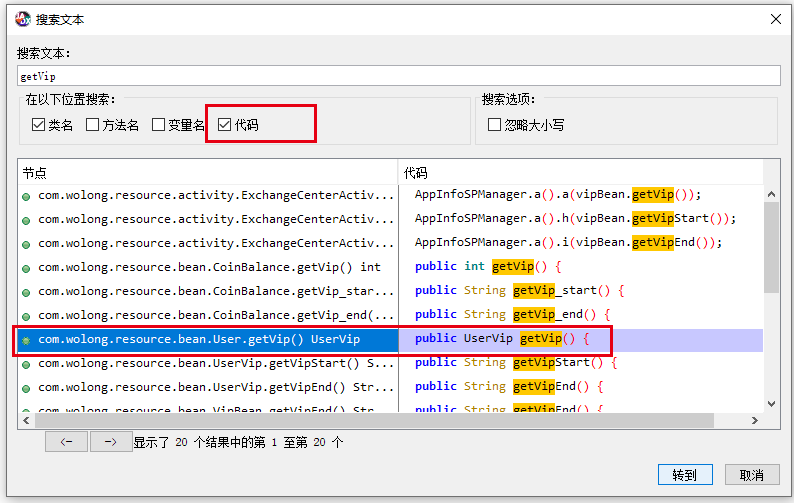 搜索文本
搜索文本:
getVip
在以下位置搜索:
类名 方法名 变量名 代码
搜索选项:
忽略大小写
节点 代码
com.wolong.resource.activity.ExchangeCenterActiv... AppInfoSPManager.a().a(vipBean.getVip());
com.wolong.resource.activity.ExchangeCenterActiv... AppInfoSPManager.a().h(vipBean.getVipStart());
com.wolong.resource.activity.ExchangeCenterActiv... AppInfoSPManager.a().i(vipBean.getVipEnd());
com.wolong.resource.bean.CoinBalance.getVip() int public int getVip() {
com.wolong.resource.bean.CoinBalance.getVip_star... public String getVip_start() {
com.wolong.resource.bean.CoinBalance.getVip_end(... public String getVip_end() {
com.wolong.resource.bean.User.getVip() UserVip public UserVip getVip() {
com.wolong.resource.bean.UserVip.getVipStart() S... public String getVipStart() {
com.wolong.resource.bean.UserVip.getVipEnd() Str... public String getVipEnd() {
com.wolong.resource.bean.VipBean.getVipEnd() Str... public String getVipEnd() {
<- -> 显示了 20 个结果中的第 1 至第 20 个
转到 取消